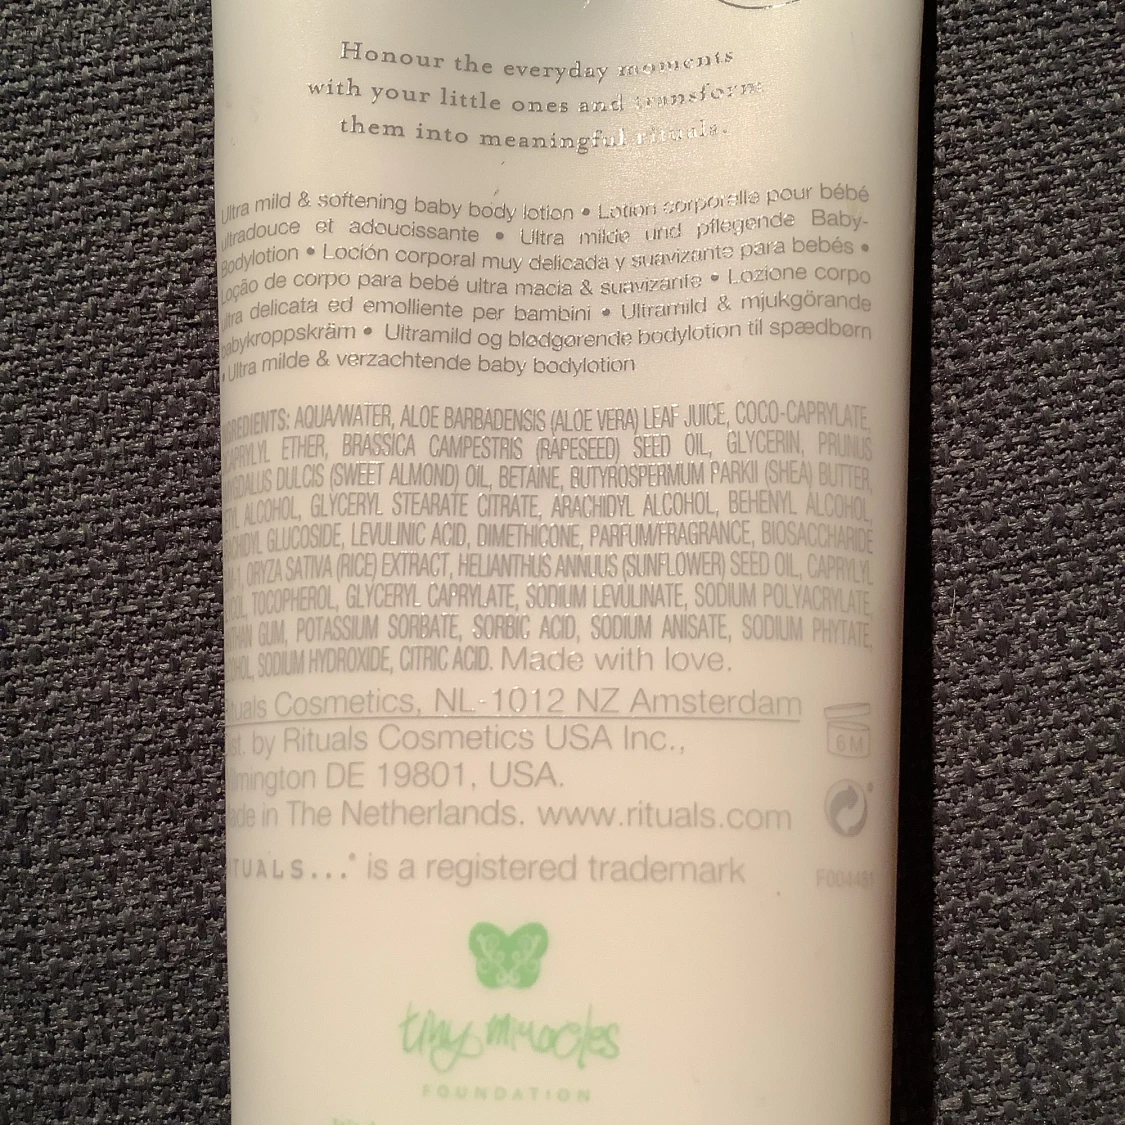 Honour the everyday moments
with your little ones and transform
them into meaningful rituals.
Ultra mild & softening baby body lotion • Lotion corporelle pour bébé
ultradouce et adoucissante • Ultra milde und pflegende Baby-
Bodylotion • Loción corporal muy delicada y suavizante para bebés •
Loção de corpo para bebé ultra macia & suavizante • Lozione corpo
ultra delicata ed emolliente per bambini • Ultramild & mjukgörande
babykroppskräm • Ultramild og blødgørende bodylotion til spædbørn
• Ultra milde & verzachtende baby bodylotion
INGREDIENTS: AQUA/WATER, ALOE BARBADENSIS (ALOE VERA) LEAF JUICE, COCO-CAPRYLATE,
ETHER, BRASSICA CAMPESTRIS (RAPESEED) SEED OIL, GLYCERIN, PRUNUS
DULCIS (SWEET ALMOND) OIL, BETAINE, BUTYROSPERMUM PARKII (SHEA) BUTTER,
ALCOHOL, GLYCERYL STEARATE CITRATE, ARACHIDYL ALCOHOL, BEHENYL ALCOHOL,
ARACHIDYL GLUCOSIDE, LEVULINIC ACID, DIMETHICONE, PARFUM/FRAGRANCE, BIOSACCHARIDE
ORYZA SATIVA (RICE) EXTRACT, HELIANTHUS ANNUUS (SUNFLOWER) SEED OIL, CAPRYLYL
TOCOPHEROL, GLYCERYL CAPRYLATE, SODIUM LEVULINATE, SODIUM POLYACRYLATE,
GUM, POTASSIUM SORBATE, SORBIC ACID, SODIUM ANISATE, SODIUM PHYTATE,
SODIUM HYDROXIDE, CITRIC ACID. Made with love.
Rituals Cosmetics, NL-1012 NZ Amsterdam
by Rituals Cosmetics USA Inc.,
DE 19801, USA.
Made in The Netherlands. www.rituals.com
6M
RITUALS...® is a registered trademark
tiny miracles
FOUNDATION